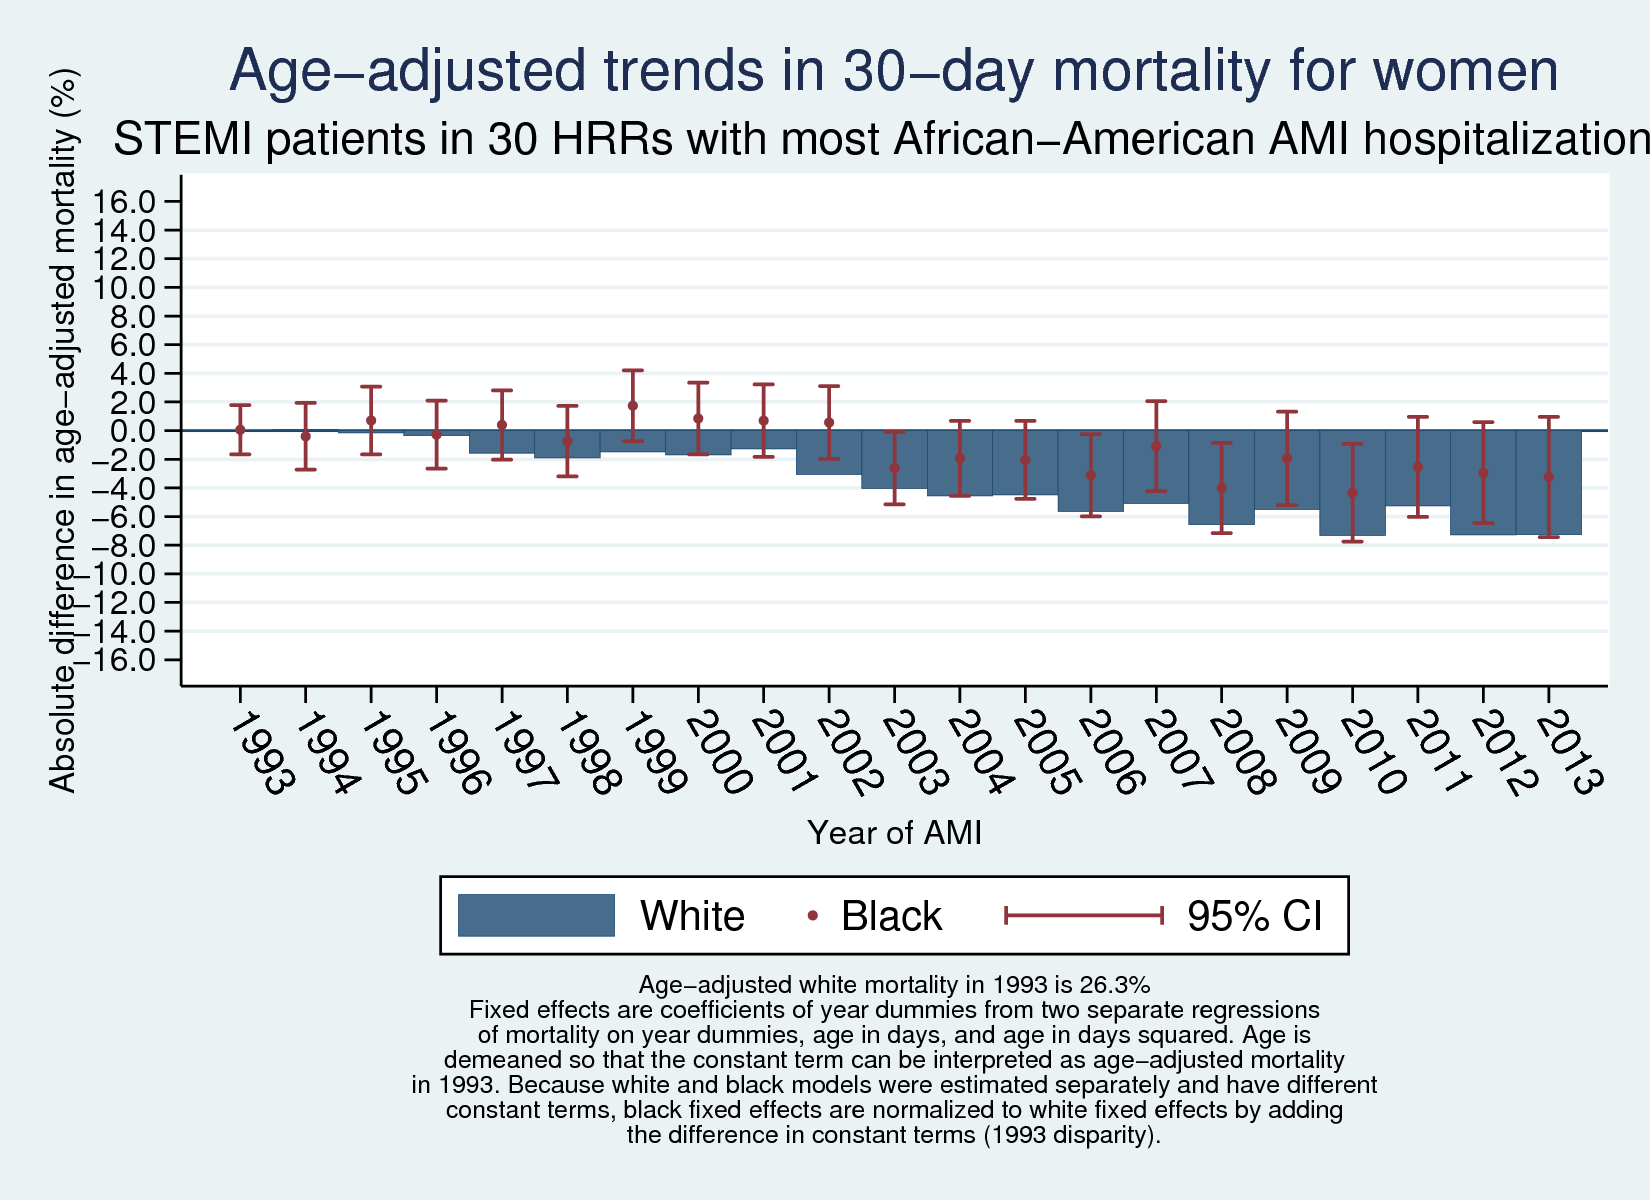 Age–adjusted trends in 30–day mortality for women
STEMI patients in 30 HRRs with most African–American AMI hospitalization
Absolute difference in age–adjusted mortality (%)
16.0
14.0
12.0
10.0
8.0
6.0
4.0
2.0
0.0
–2.0
–4.0
–6.0
–8.0
–10.0
–12.0
–14.0
–16.0
1993
1994
1995
1996
1997
1998
1999
2000
2001
2002
2003
2004
2005
2006
2007
2008
2009
2010
2011
2012
2013
Year of AMI
White
Black
95% CI
Age–adjusted white mortality in 1993 is 26.3%
Fixed effects are coefficients of year dummies from two separate regressions
of mortality on year dummies, age in days, and age in days squared. Age is
demeaned so that the constant term can be interpreted as age–adjusted mortality
in 1993. Because white and black models were estimated separately and have different
constant terms, black fixed effects are normalized to white fixed effects by adding
the difference in constant terms (1993 disparity).